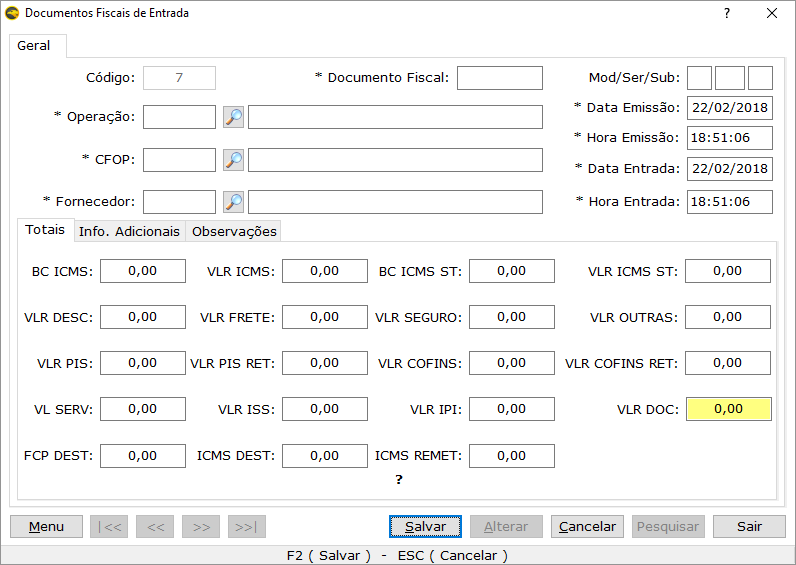 Documentos Fiscais de Entrada ?
Geral
Código: 7 * Documento Fiscal: Mod/Ser/Sub:
* Operação: * Data Emissão: 22/02/2018
* Hora Emissão: 18:51:06
* CFOP: * Data Entrada: 22/02/2018
* Fornecedor: * Hora Entrada: 18:51:06
Totais Info. Adicionais Observações
BC ICMS: 0,00 VLR ICMS: 0,00 BC ICMS ST: 0,00 VLR ICMS ST: 0,00
VLR DESC: 0,00 VLR FRETE: 0,00 VLR SEGURO: 0,00 VLR OUTRAS: 0,00
VLR PIS: 0,00 VLR PIS RET: 0,00 VLR COFINS: 0,00 VLR COFINS RET: 0,00
VL SERV: 0,00 VLR ISS: 0,00 VLR IPI: 0,00 VLR DOC: 0,00
FCP DEST: 0,00 ICMS DEST: 0,00 ICMS REMET: 0,00
?
Menu |<< << >> >>| Salvar Alterar Cancelar Pesquisar Sair
F2 ( Salvar ) - ESC ( Cancelar )